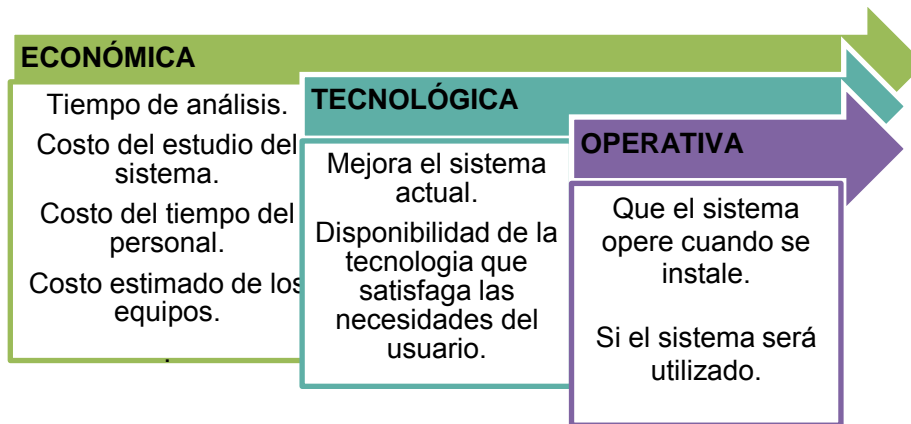 ECONÓMICA
Tiempo de análisis.
Costo del estudio del
sistema.
Costo del tiempo del
personal.
Costo estimado de los
equipos.
.
TECNOLÓGICA
Mejora el sistema
actual.
Disponibilidad de la
tecnologia que
satisfaga las
necesidades del
usuario.
OPERATIVA
Que el sistema
opere cuando se
instale.
Si el sistema será
utilizado.